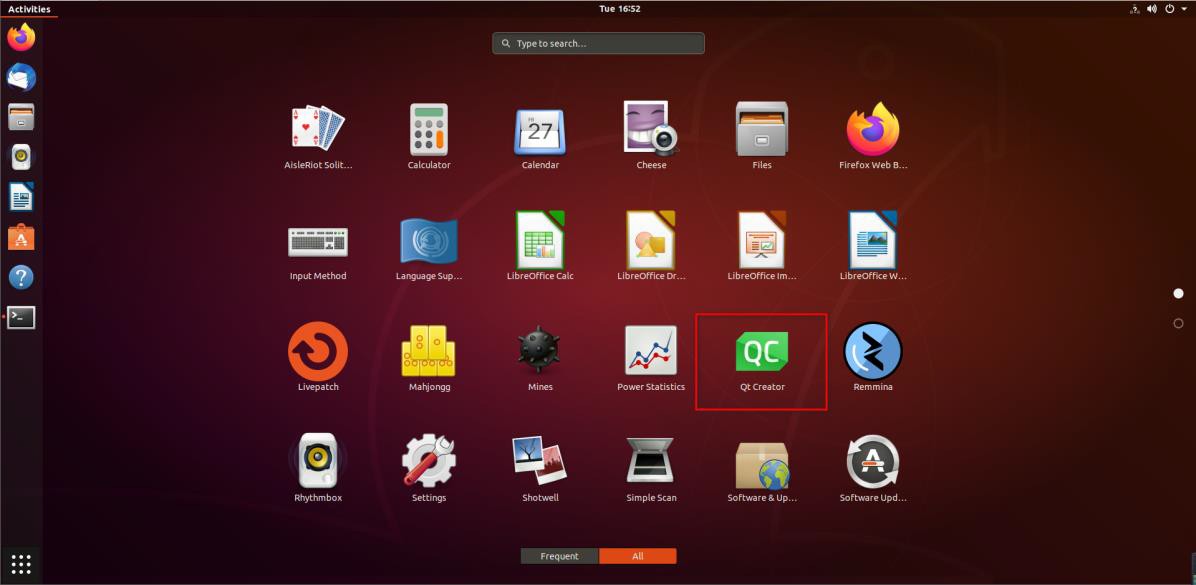 Activities
Tue 16:52
Type to search...
AisleRiot Solit...
Calculator
27
Calendar
Cheese
Files
Firefox Web B...
Input Method
Language Sup...
LibreOffice Calc
LibreOffice Dr...
LibreOffice Im...
LibreOffice W...
Livepatch
Mahjongg
Mines
Power Statistics
QC
Qt Creator
Remmina
Rhythmbox
Settings
Shotwell
Simple Scan
Software & Up...
Software Upd...
Frequent
All